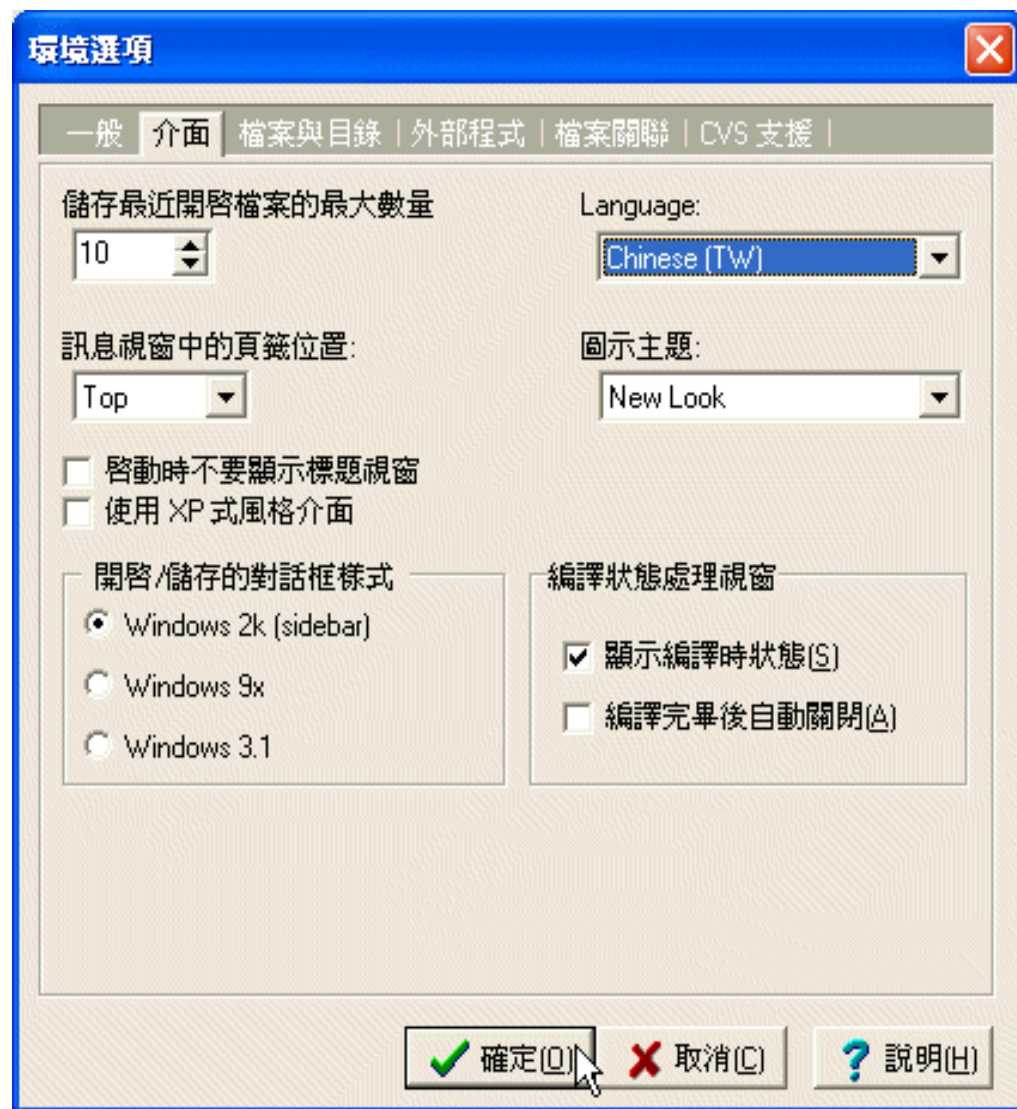 環境選項
一般 介面 檔案與目錄 外部程式 檔案關聯 CVS 支援
儲存最近開啓檔案的最大數量 Language:
10 Chinese (TW)
訊息視窗中的頁籤位置: 圖示主題:
Top New Look
啓動時不要顯示標題視窗
使用 XP 式風格介面
開啓/儲存的對話框樣式 編譯狀態處理視窗
Windows 2k (sidebar)
顯示編譯時狀態(S)
Windows 9x
編譯完畢後自動關閉(A)
Windows 3.1
確定(O) 取消(C) 說明(H)